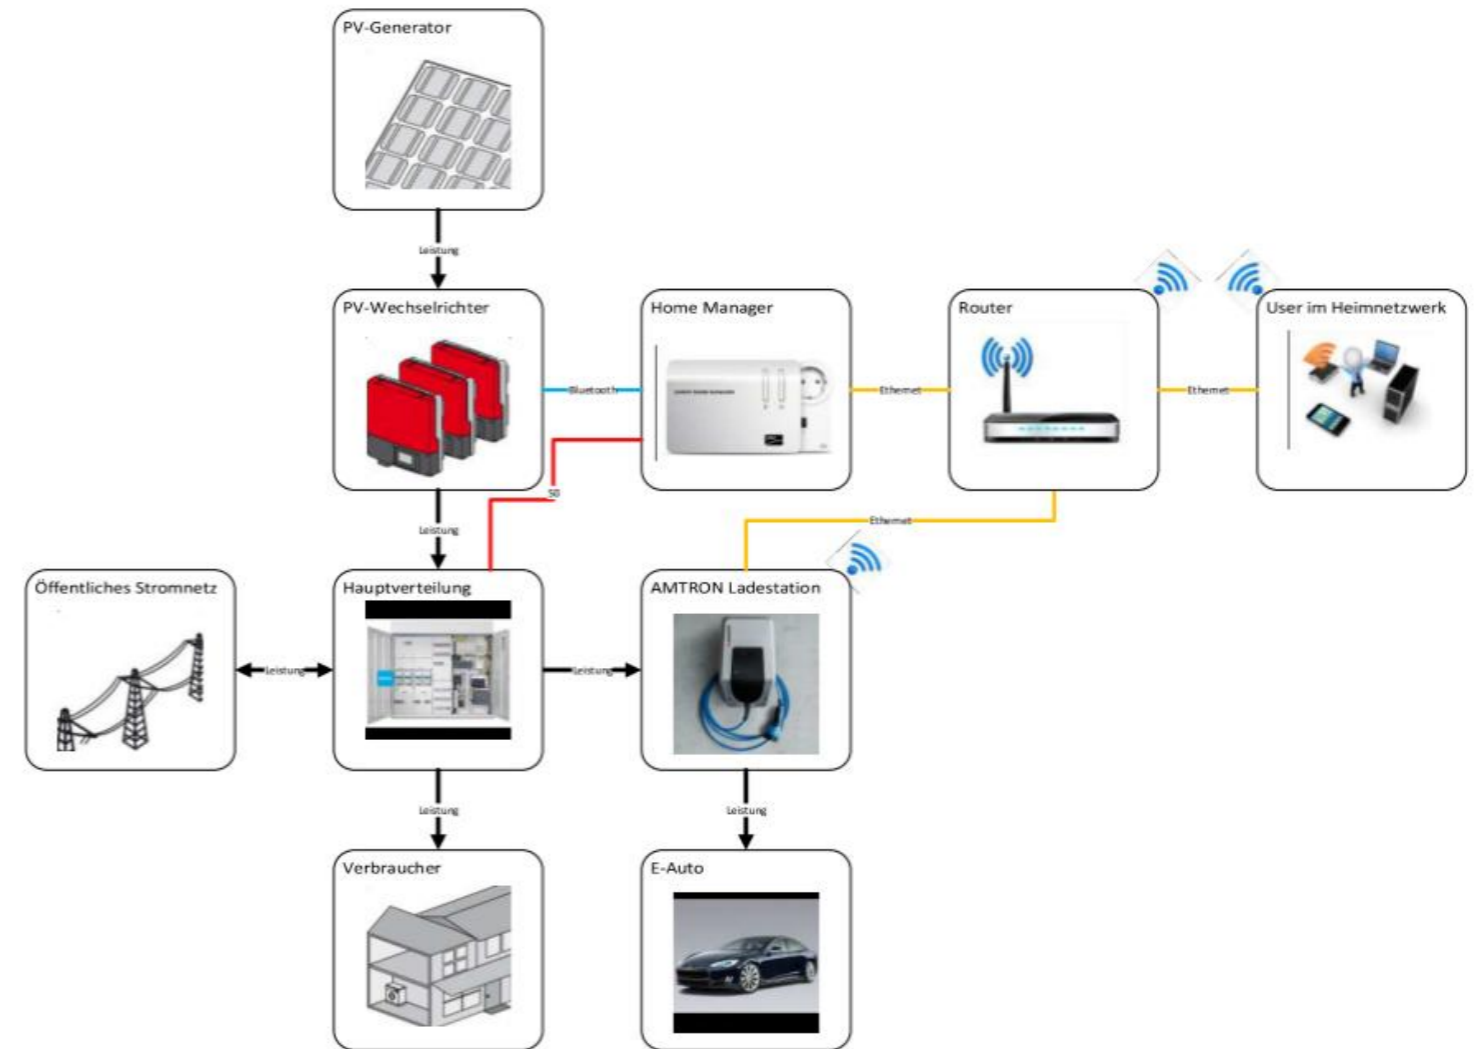 PV-Generator
Leistung
PV-Wechselrichter
Home Manager
Router
User im Heimnetzwerk
Bluetooth
Ethernet
Ethernet
S0
Leistung
Ethernet
Öffentliches Stromnetz
Hauptverteilung
AMTRON Ladestation
Leistung
Leistung
Leistung
Leistung
Verbraucher
E-Auto